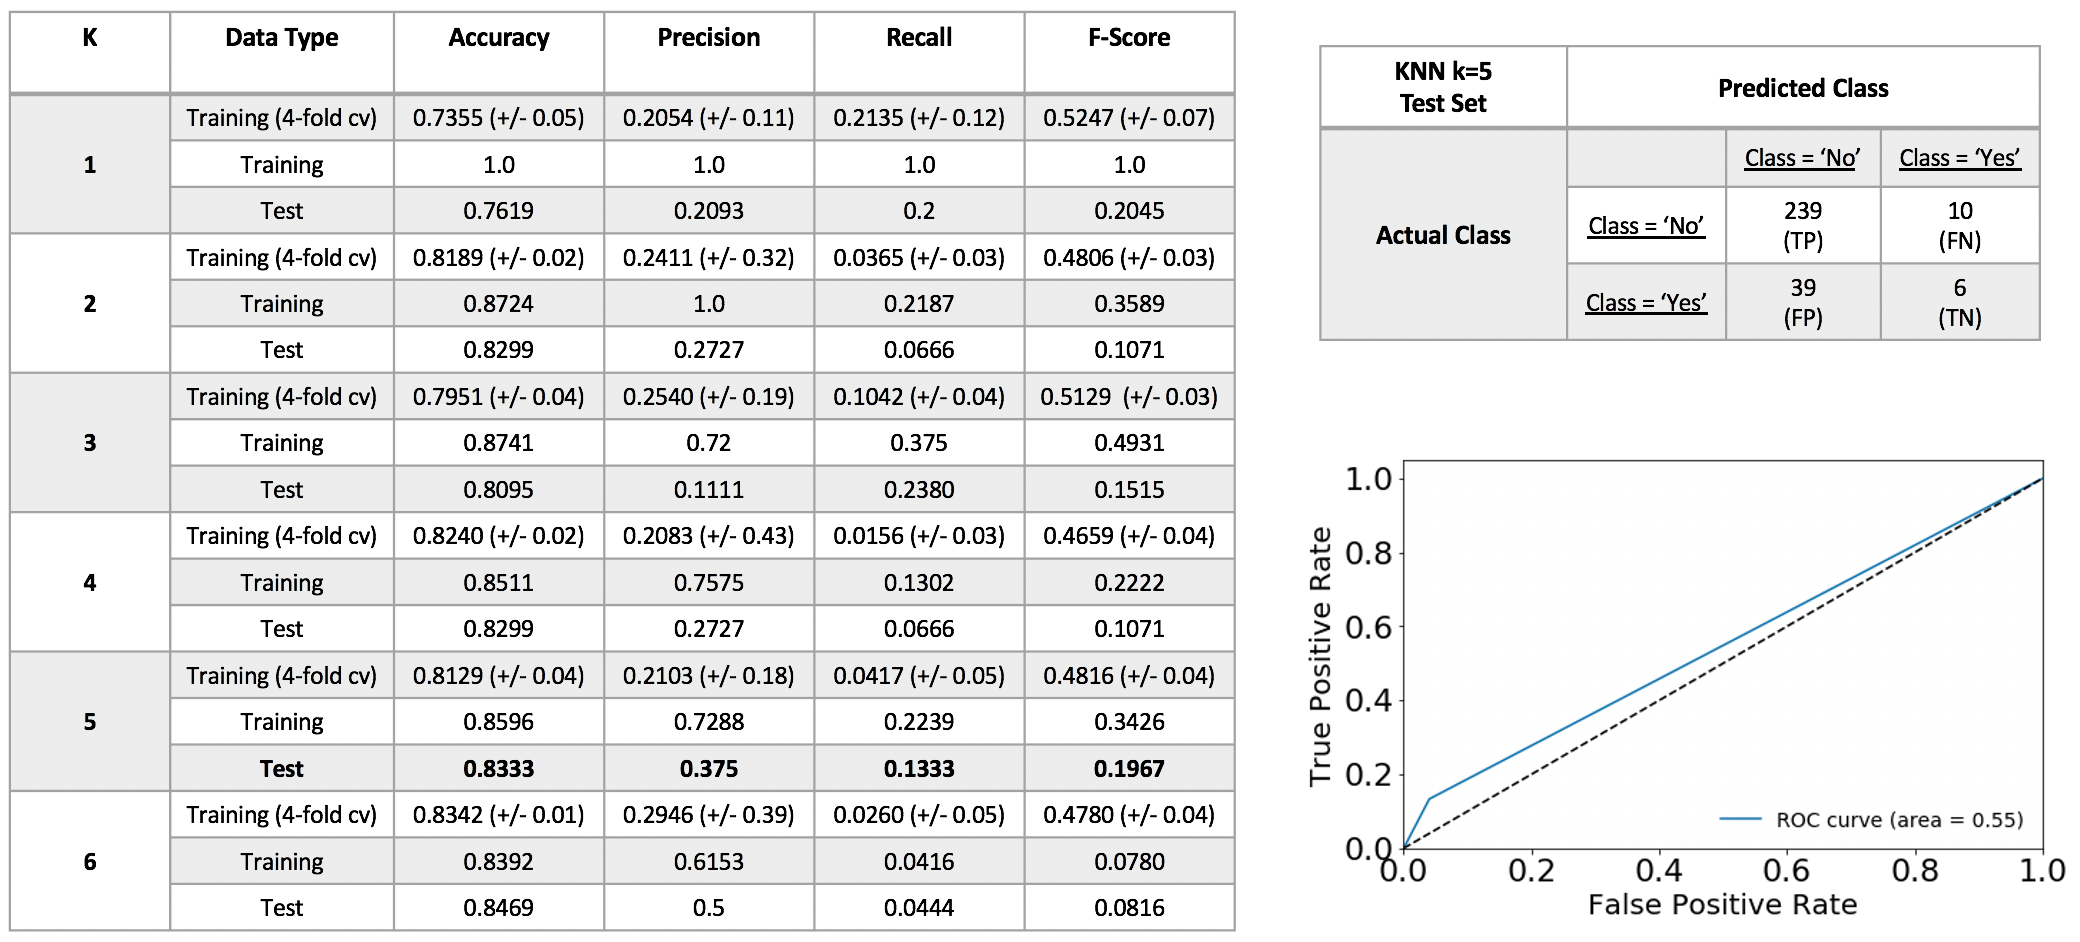 K Data Type Accuracy Precision Recall F-Score
1
Training (4-fold cv) 0.7355 (+/- 0.05) 0.2054 (+/- 0.11) 0.2135 (+/- 0.12) 0.5247 (+/- 0.07)
Training 1.0 1.0 1.0 1.0
Test 0.7619 0.2093 0.2 0.2045
2
Training (4-fold cv) 0.8189 (+/- 0.02) 0.2411 (+/- 0.32) 0.0365 (+/- 0.03) 0.4806 (+/- 0.03)
Training 0.8724 1.0 0.2187 0.3589
Test 0.8299 0.2727 0.0666 0.1071
3
Training (4-fold cv) 0.7951 (+/- 0.04) 0.2540 (+/- 0.19) 0.1042 (+/- 0.04) 0.5129 (+/- 0.03)
Training 0.8741 0.72 0.375 0.4931
Test 0.8095 0.1111 0.2380 0.1515
4
Training (4-fold cv) 0.8240 (+/- 0.02) 0.2083 (+/- 0.43) 0.0156 (+/- 0.03) 0.4659 (+/- 0.04)
Training 0.8511 0.7575 0.1302 0.2222
Test 0.8299 0.2727 0.0666 0.1071
5
Training (4-fold cv) 0.8129 (+/- 0.04) 0.2103 (+/- 0.18) 0.0417 (+/- 0.05) 0.4816 (+/- 0.04)
Training 0.8596 0.7288 0.2239 0.3426
Test 0.8333 0.375 0.1333 0.1967
6
Training (4-fold cv) 0.8342 (+/- 0.01) 0.2946 (+/- 0.39) 0.0260 (+/- 0.05) 0.4780 (+/- 0.04)
Training 0.8392 0.6153 0.0416 0.0780
Test 0.8469 0.5 0.0444 0.0816
KNN k=5
Test Set
Predicted Class
Actual Class
Class = ‘No’ Class = ‘Yes’
Class = ‘No’
239 10
(TP) (FN)
Class = ‘Yes’
39 6
(FP) (TN)
True Positive Rate
1.0
0.8
0.6
0.4
0.2
0.0
ROC curve (area = 0.55)
0.0 0.2 0.4 0.6 0.8 1.0
False Positive Rate